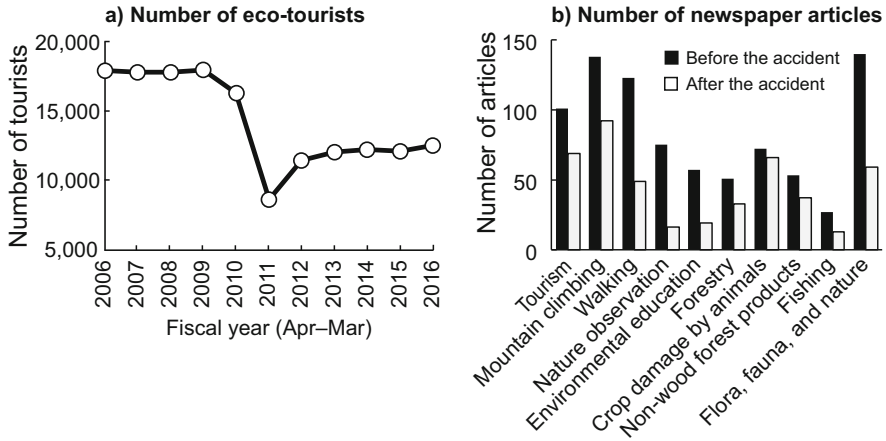 a) Number of eco-tourists
20,000
15,000
10,000
5,000
Number of tourists
2006
2007
2008
2009
2010
2011
2012
2013
2014
2015
2016
Fiscal year (Apr–Mar)
b) Number of newspaper articles
150
100
50
0
Number of articles
Before the accident
After the accident
Tourism
Mountain climbing
Walking
Nature observation
Environmental education
Forestry
Crop damage by animals
Non-wood forest products
Fishing
Flora, fauna, and nature